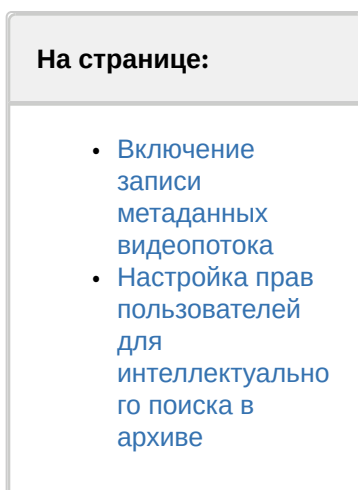 На странице:
• Включение
записи
метаданных
видеопотока
• Настройка прав
пользователей
для
интеллектуально
го поиска в
архиве